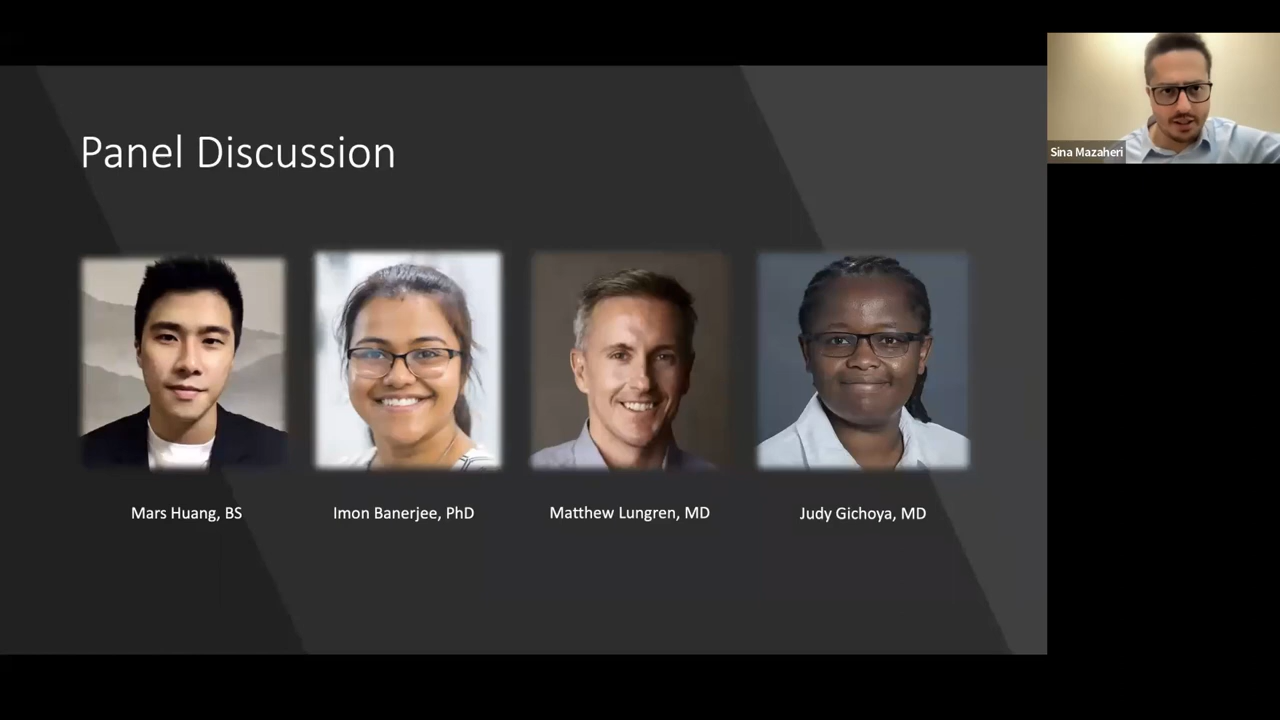 Panel Discussion
Sina Mazaheri
Mars Huang, BS
Imon Banerjee, PhD
Matthew Lungren, MD
Judy Gichoya, MD